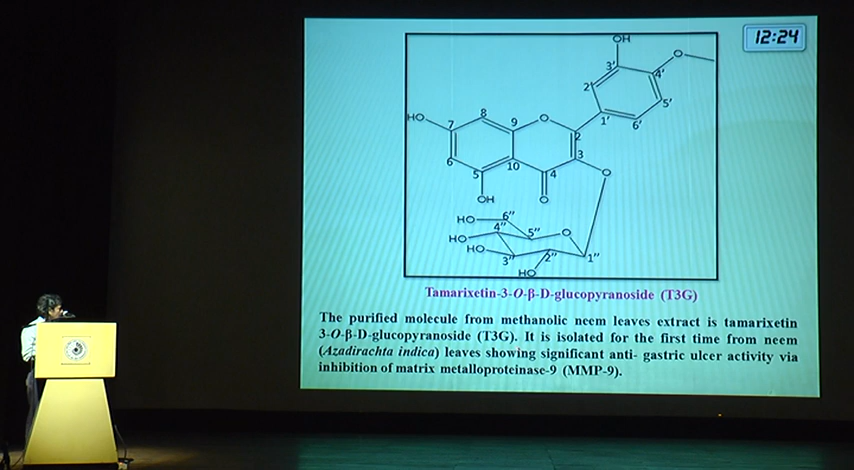 12:24
OH
3'
O
4'
2'
5'
1'
6'
HO
7
8
9
O
2
6
5
10
4
3
O
OH
O
HO
6"
4"
5"
O
HO
HO
3"
2"
1"
HO
Tamarixetin-3-O-β-D-glucopyranoside (T3G)
The purified molecule from methanolic neem leaves extract is tamarixetin
3-O-β-D-glucopyranoside (T3G). It is isolated for the first time from neem
(Azadirachta indica) leaves showing significant anti- gastric ulcer activity via
inhibition of matrix metalloproteinase-9 (MMP-9).